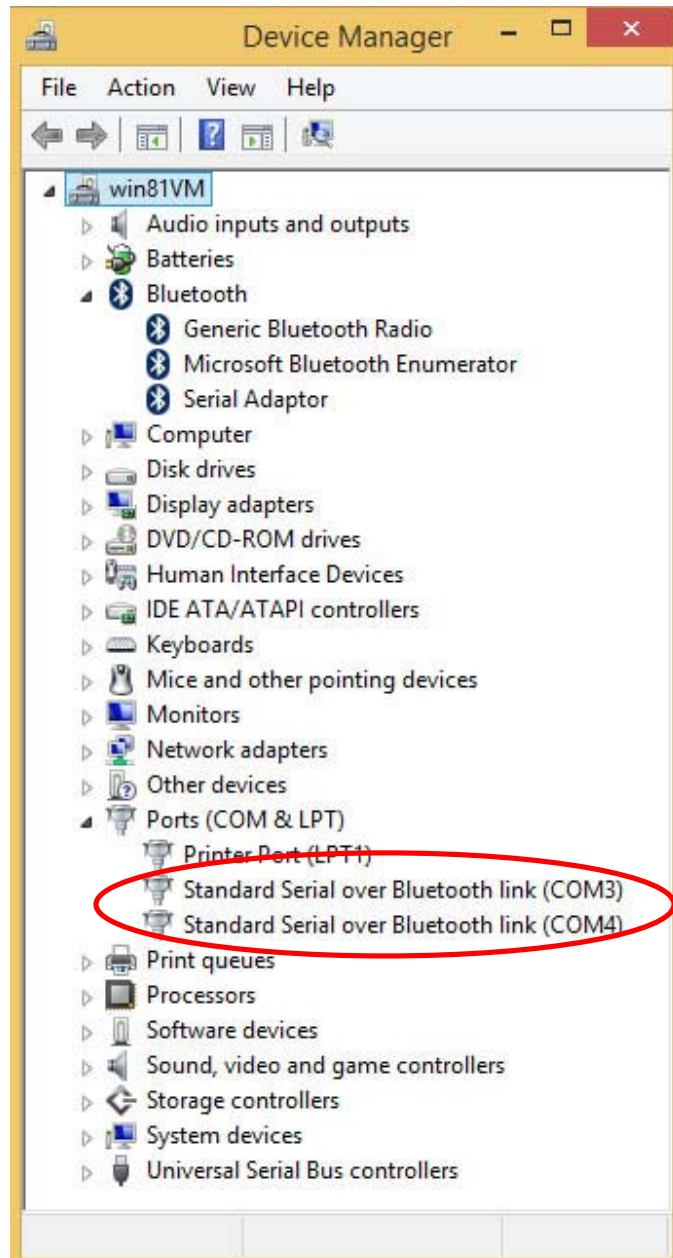 Device Manager
File Action View Help
win81VM
Audio inputs and outputs
Batteries
Bluetooth
Generic Bluetooth Radio
Microsoft Bluetooth Enumerator
Serial Adaptor
Computer
Disk drives
Display adapters
DVD/CD-ROM drives
Human Interface Devices
IDE ATA/ATAPI controllers
Keyboards
Mice and other pointing devices
Monitors
Network adapters
Other devices
Ports (COM & LPT)
Printer Port (LPT1)
Standard Serial over Bluetooth link (COM3)
Standard Serial over Bluetooth link (COM4)
Print queues
Processors
Software devices
Sound, video and game controllers
Storage controllers
System devices
Universal Serial Bus controllers